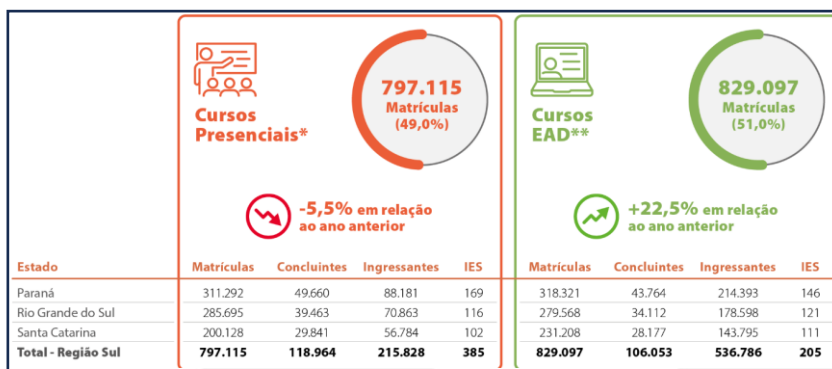 Cursos
Presenciais*
797.115
Matrículas
(49,0%)
-5,5% em relação
ao ano anterior
Cursos
EAD**
829.097
Matrículas
(51,0%)
+22,5% em relação
ao ano anterior
Estado Matrículas Concluintes Ingressantes IES Matrículas Concluintes Ingressantes IES
Paraná 311.292 49.660 88.181 169 318.321 43.764 214.393 146
Rio Grande do Sul 285.695 39.463 70.863 116 279.568 34.112 178.598 121
Santa Catarina 200.128 29.841 56.784 102 231.208 28.177 143.795 111
Total - Região Sul 797.115 118.964 215.828 385 829.097 106.053 536.786 205